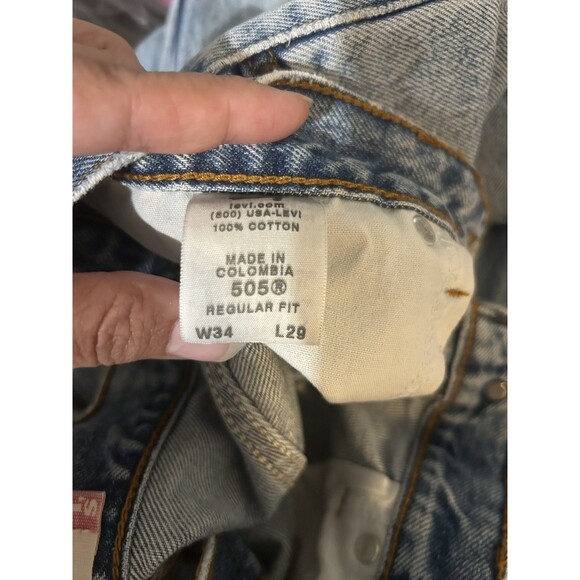 levi.com
(800) USA-LEVI
100% COTTON
MADE IN
COLOMBIA
505®
REGULAR FIT
W34 L29